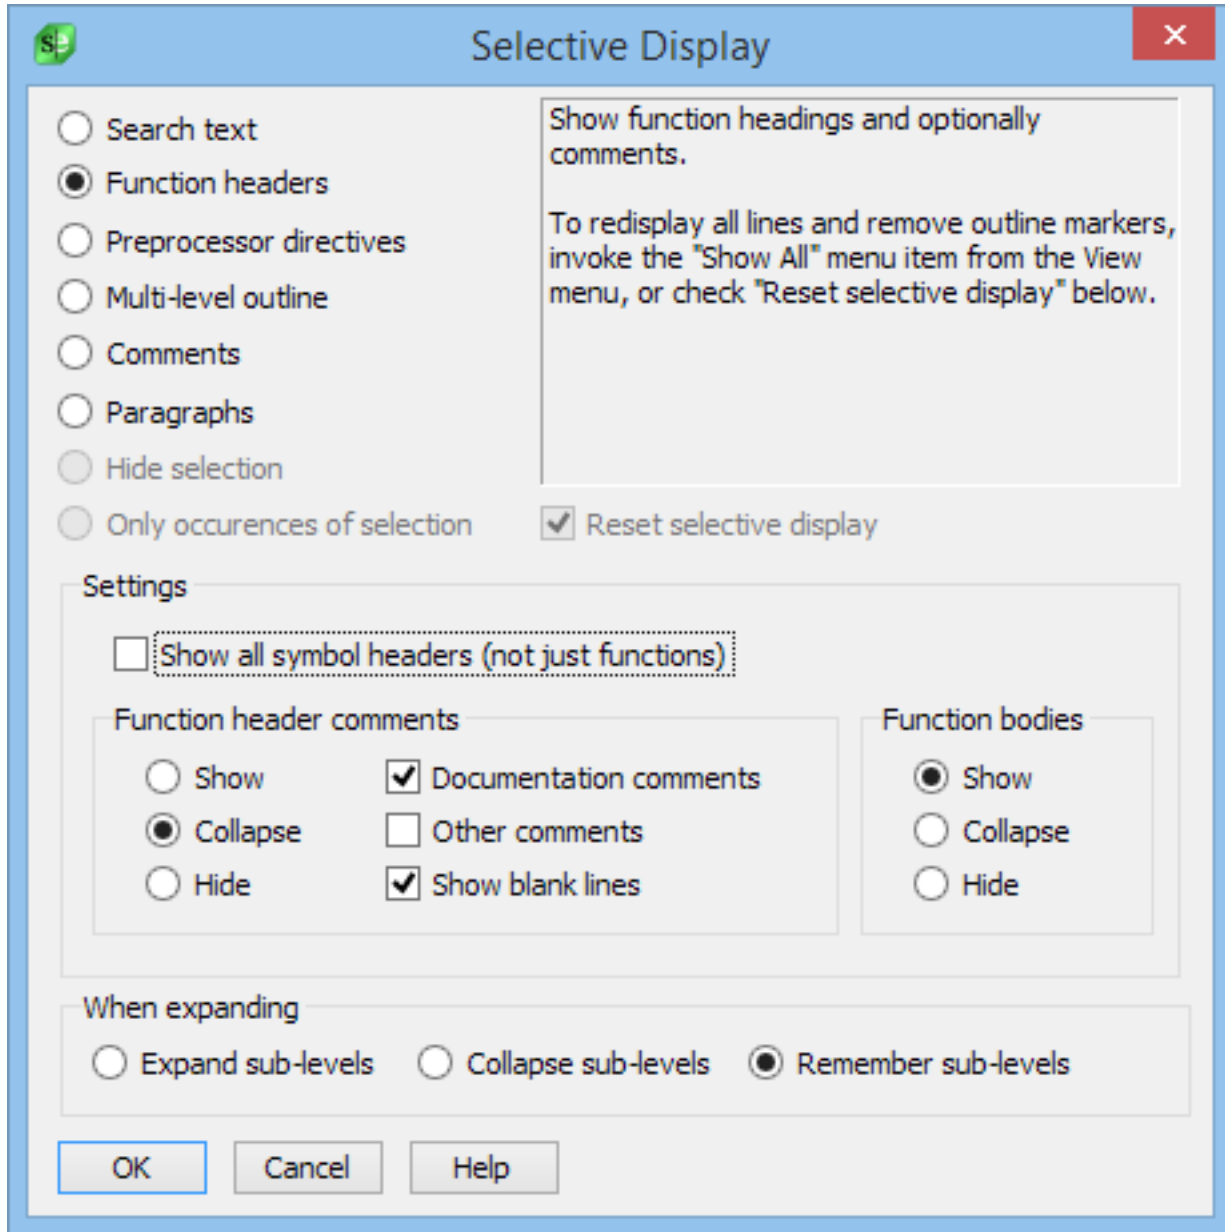 se
Selective Display
Search text
Function headers
Preprocessor directives
Multi-level outline
Comments
Paragraphs
Hide selection
Only occurences of selection
Show function headings and optionally
comments.
To redisplay all lines and remove outline markers,
invoke the "Show All" menu item from the View
menu, or check "Reset selective display" below.
Reset selective display
Settings
Show all symbol headers (not just functions)
Function header comments
Show
Collapse
Hide
Documentation comments
Other comments
Show blank lines
Function bodies
Show
Collapse
Hide
When expanding
Expand sub-levels Collapse sub-levels Remember sub-levels
OK Cancel Help